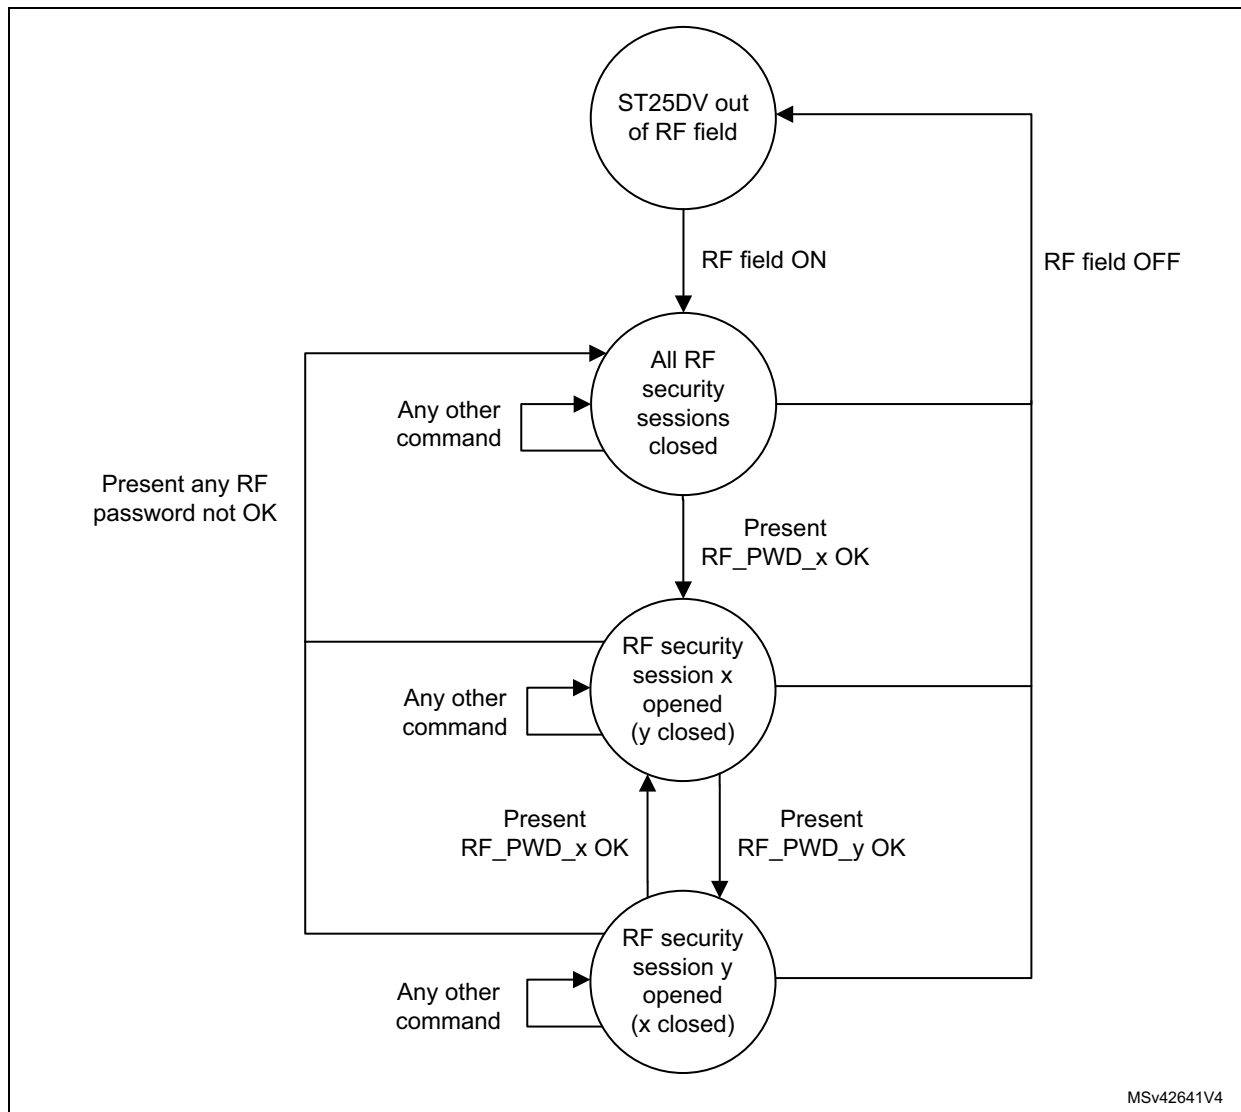 ST25DV out
of RF field
RF field ON
RF field OFF
All RF
security
sessions
closed
Any other
command
Present any RF
password not OK
Present
RF_PWD_x OK
RF security
session x
opened
(y closed)
Any other
command
Present
RF_PWD_x OK
Present
RF_PWD_y OK
RF security
session y
opened
(x closed)
Any other
command
MSv42641V4